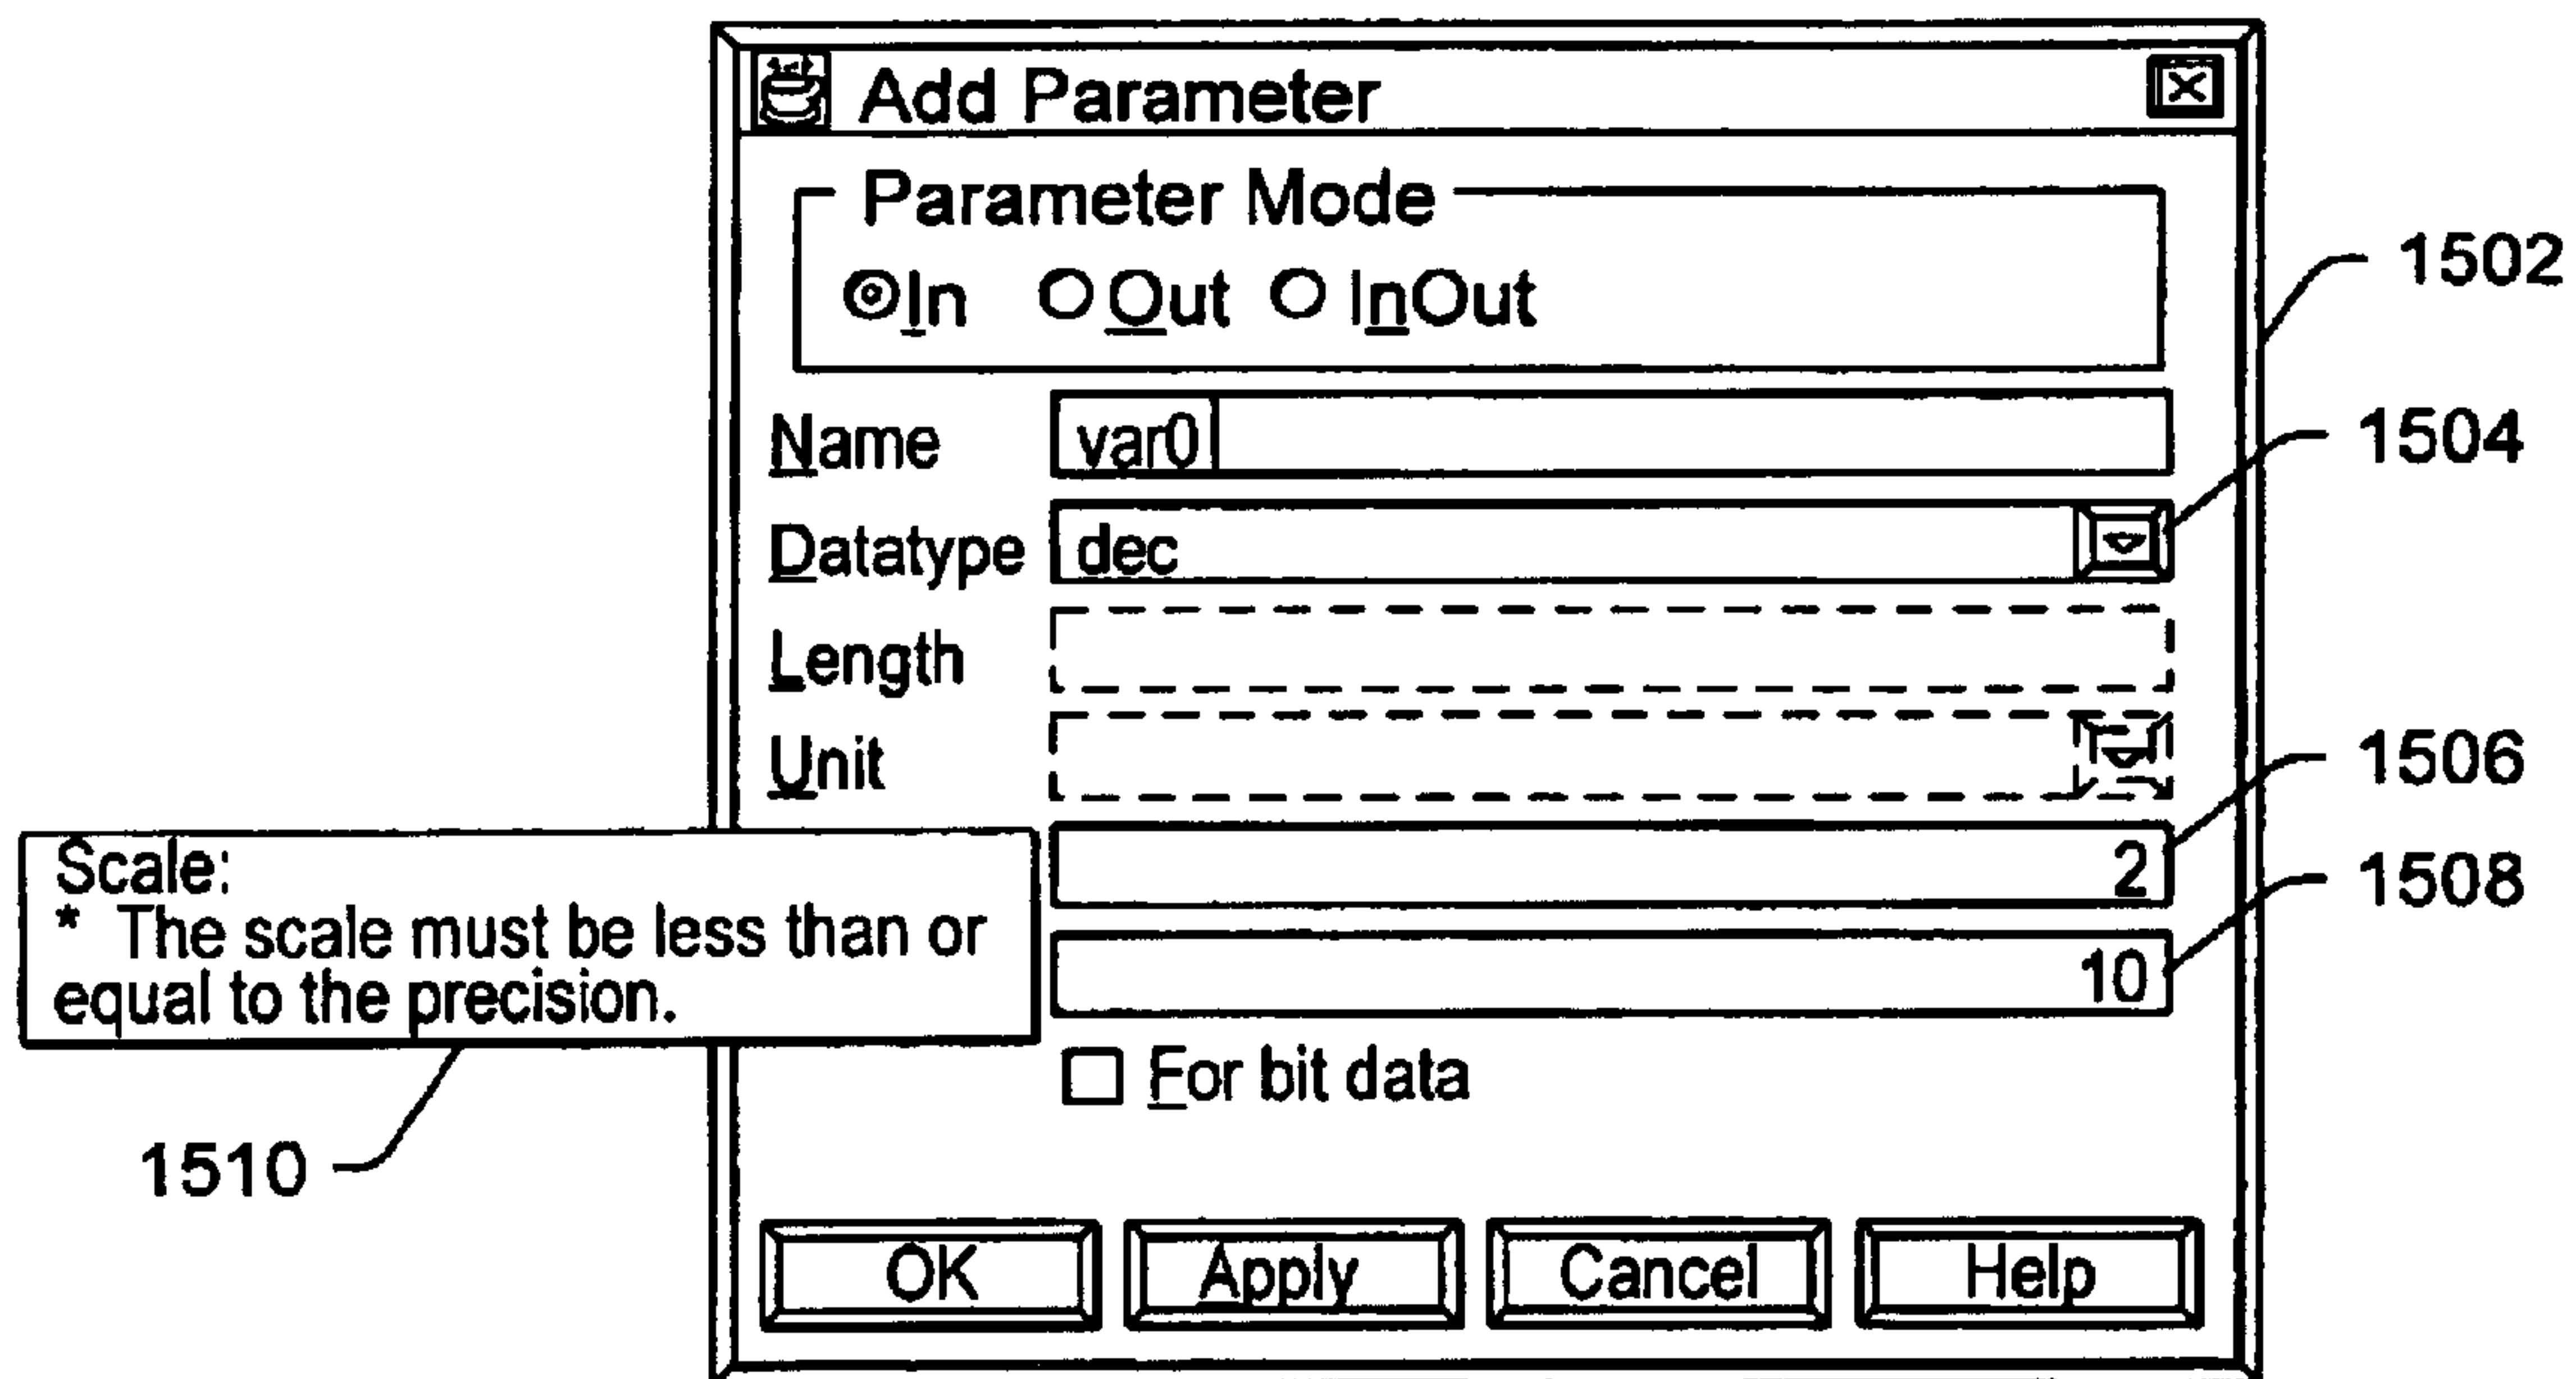 Add Parameter
Parameter Mode
In Out InOut
1502
Name var0
1504
Datatype dec
Length
Unit
1506
2
1508
Scale:
* The scale must be less than or
equal to the precision.
10
For bit data
1510
OK Apply Cancel Help